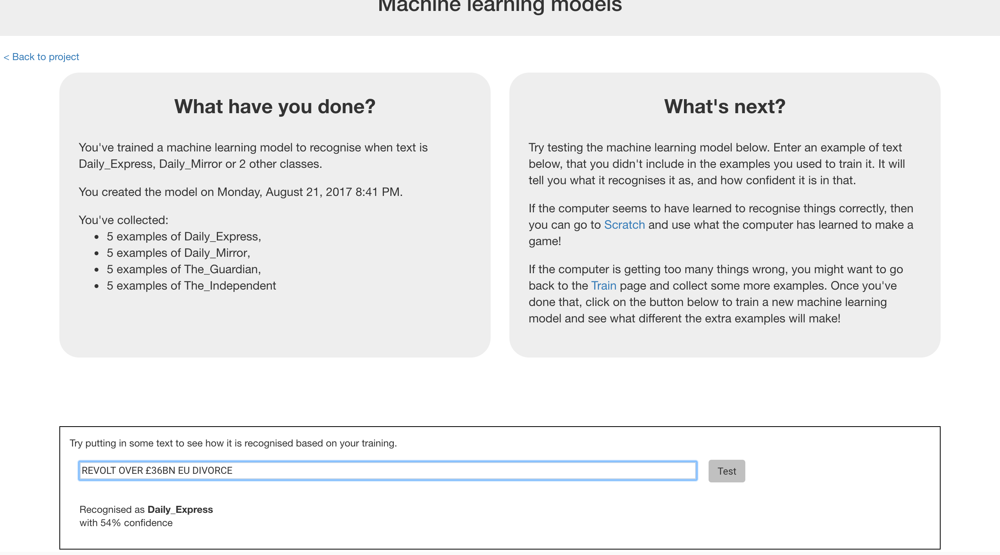 Machine learning models
< Back to project
What have you done?
You've trained a machine learning model to recognise when text is
Daily_Express, Daily_Mirror or 2 other classes.
You created the model on Monday, August 21, 2017 8:41 PM.
You've collected:
• 5 examples of Daily_Express,
• 5 examples of Daily_Mirror,
• 5 examples of The_Guardian,
• 5 examples of The_Independent
What's next?
Try testing the machine learning model below. Enter an example of text
below, that you didn't include in the examples you used to train it. It will
tell you what it recognises it as, and how confident it is in that.
If the computer seems to have learned to recognise things correctly, then
you can go to Scratch and use what the computer has learned to make a
game!
If the computer is getting too many things wrong, you might want to go
back to the Train page and collect some more examples. Once you've
done that, click on the button below to train a new machine learning
model and see what different the extra examples will make!
Try putting in some text to see how it is recognised based on your training.
REVOLT OVER £36BN EU DIVORCE
Test
Recognised as Daily_Express
with 54% confidence